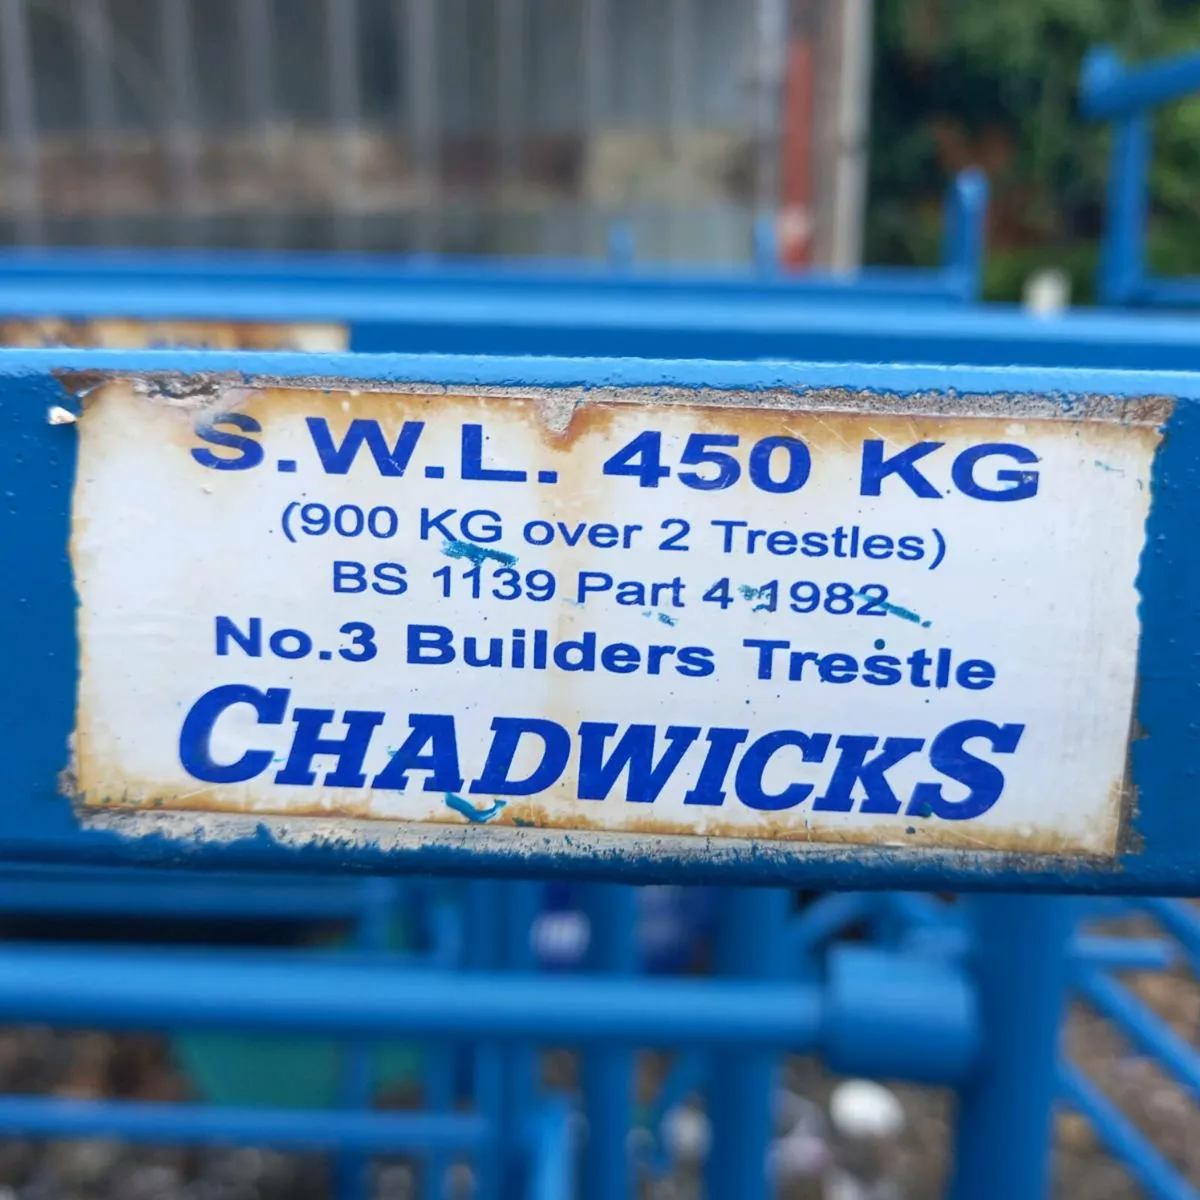 S.W.L. 450 KG
(900 KG over 2 Trestles)
BS 1139 Part 4-1982
No.3 Builders Trestle
CHADWICKS